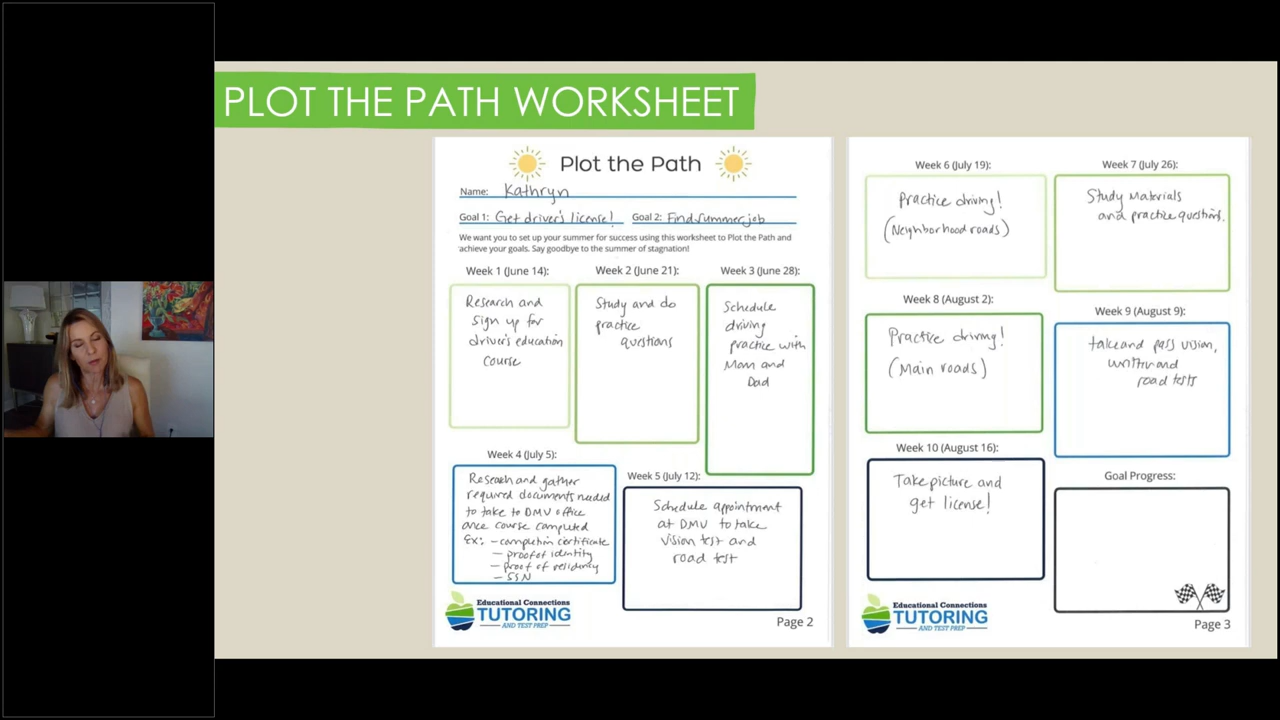 PLOT THE PATH WORKSHEET
Plot the Path
Name: Kathryn
Goal 1: Get driver's license! Goal 2: Find summer job
We want you to set up your summer for success using this worksheet to Plot the Path and
achieve your goals. Say goodbye to the summer of stagnation!
Week 1 (June 14):
Research and
sign up for
driver's education
course
Week 2 (June 21):
Study and do
practice
questions
Week 3 (June 28):
Schedule
driving
practice with
Mom and
Dad
Week 4 (July 5):
Research and gather
required documents needed
to take to DMV office
once course completed
Ex: - completion certificate
- proof of identity
- proof of residency
- SSN
Week 5 (July 12):
Schedule appointment
at DMV to take
vision test and
road test
Educational Connections
TUTORING
AND TEST PREP
Page 2
Week 6 (July 19):
Practice driving!
(Neighborhood roads)
Week 7 (July 26):
Study Materials
and practice questions.
Week 8 (August 2):
Practice driving!
(Main roads)
Week 9 (August 9):
take and pass vision,
written and
road tests
Week 10 (August 16):
Take picture and
get license!
Goal Progress:
Educational Connections
TUTORING
AND TEST PREP
Page 3